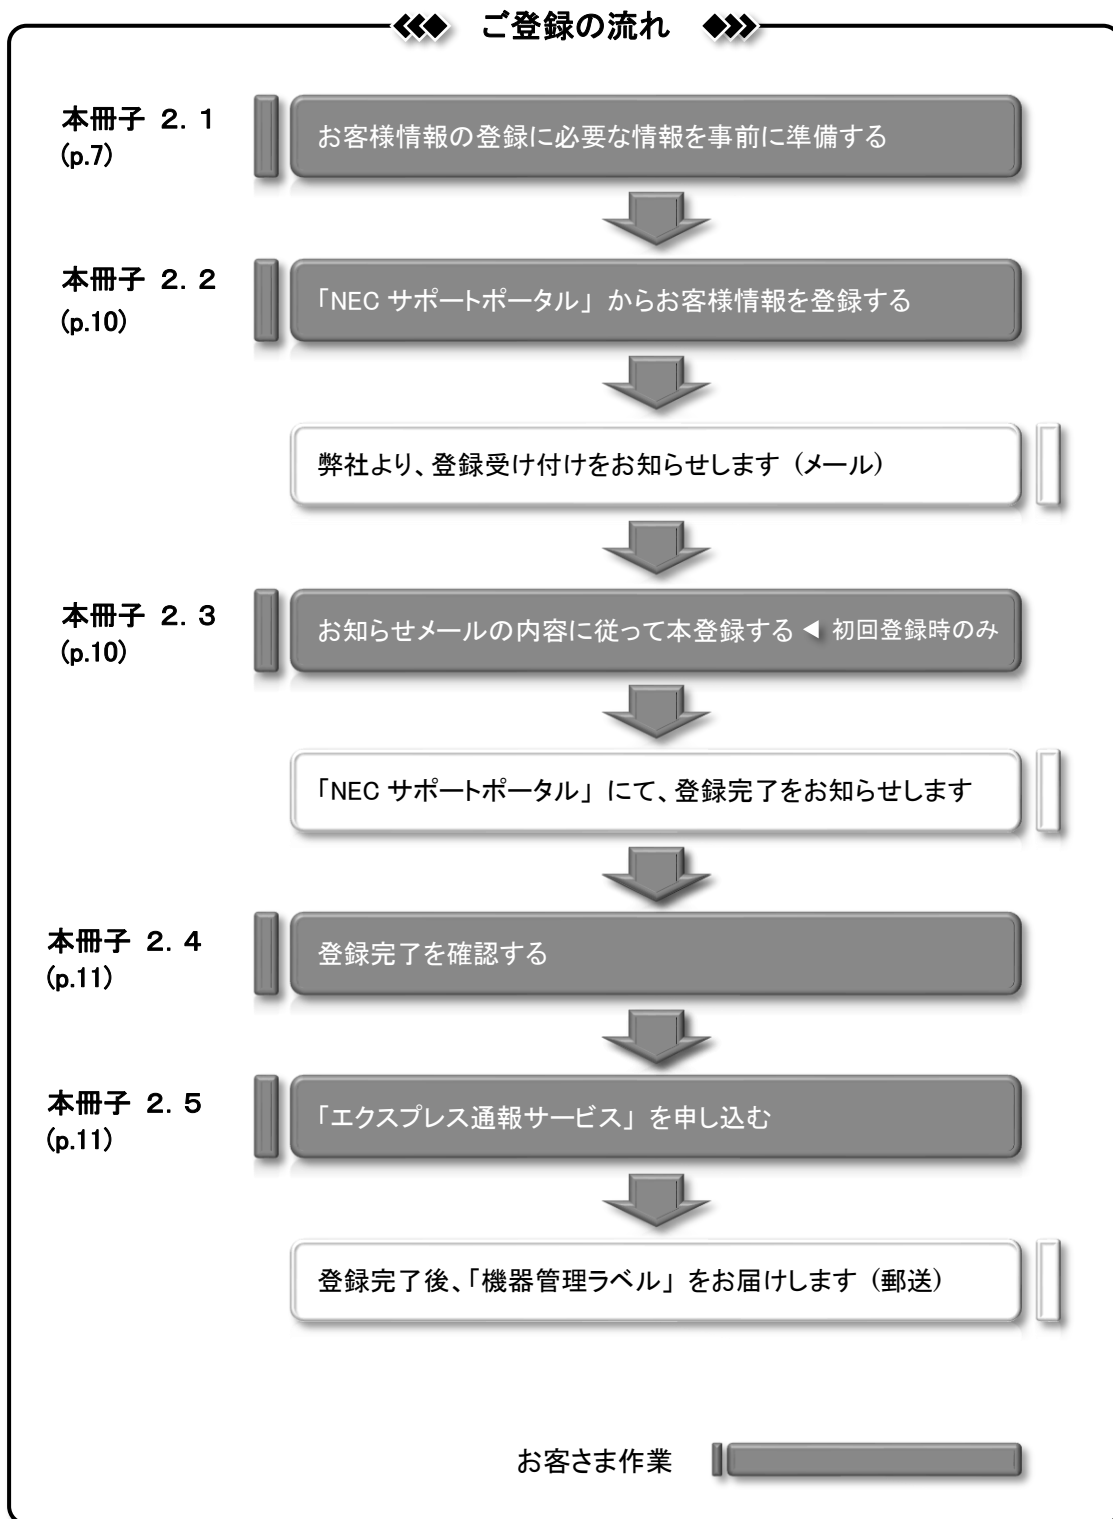 ご登録の流れ
本冊子 2.1
(p.7)
お客様情報の登録に必要な情報を事前に準備する
本冊子 2.2
(p.10)
「NEC サポートポータル」 からお客様情報を登録する
弊社より、登録受け付けをお知らせします (メール)
本冊子 2.3
(p.10)
お知らせメールの内容に従って本登録する ◀ 初回登録時のみ
「NEC サポートポータル」 にて、登録完了をお知らせします
本冊子 2.4
(p.11)
登録完了を確認する
本冊子 2.5
(p.11)
「エクスプレス通報サービス」 を申し込む
登録完了後、「機器管理ラベル」 をお届けします (郵送)
お客さま作業